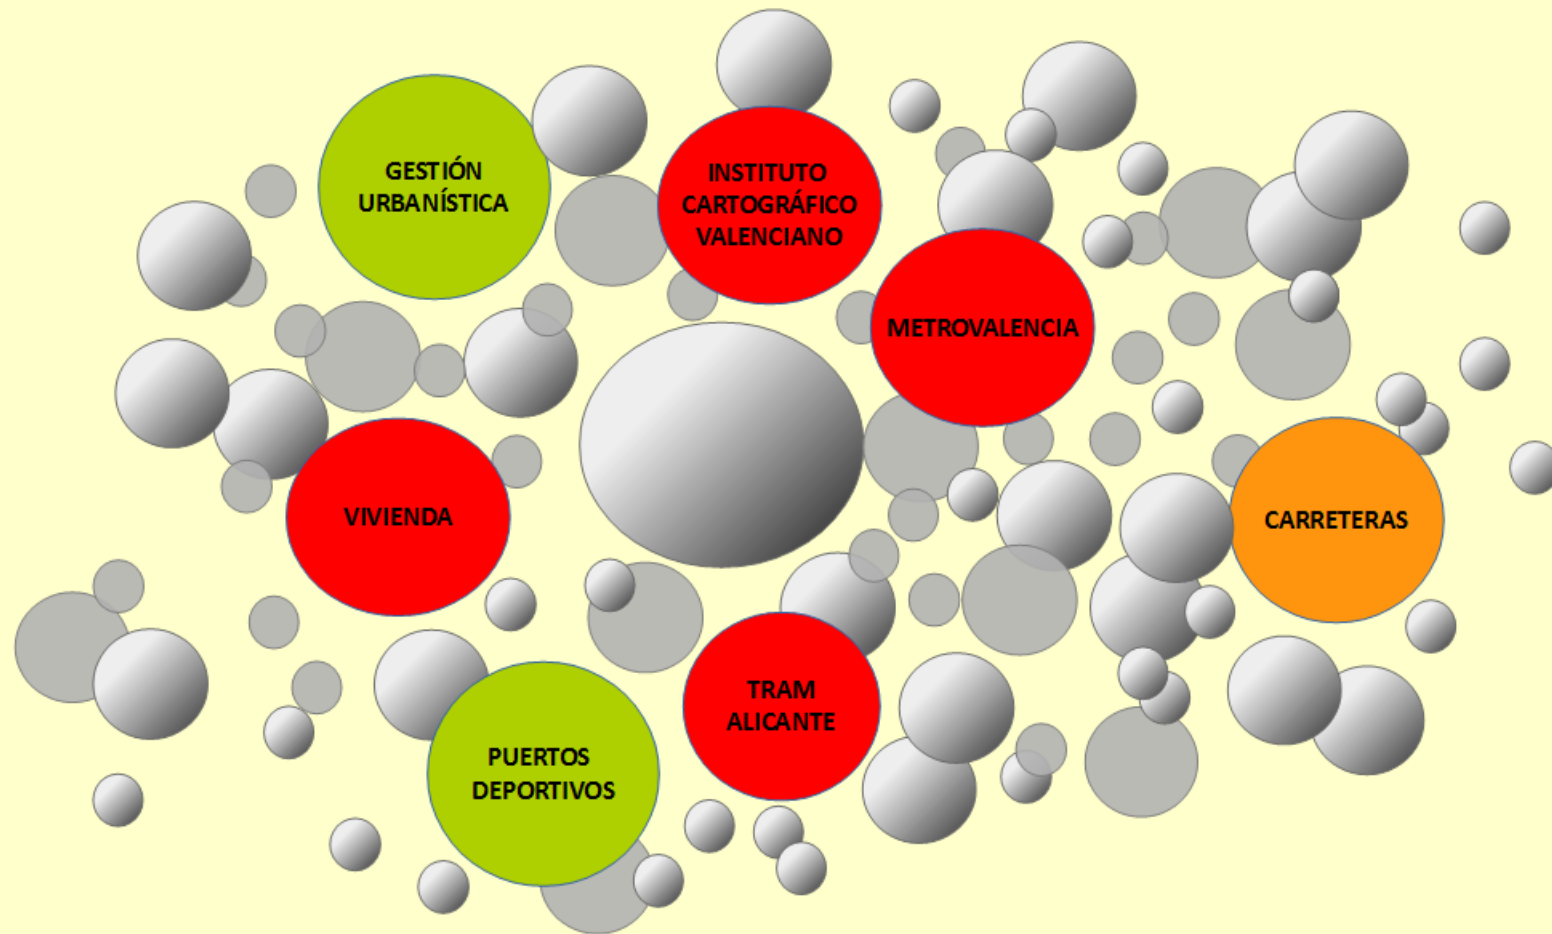 GESTIÓN
URBANÍSTICA
INSTITUTO
CARTOGRÁFICO
VALENCIANO
METROVALENCIA
VIVIENDA
CARRETERAS
TRAM
ALICANTE
PUERTOS
DEPORTIVOS